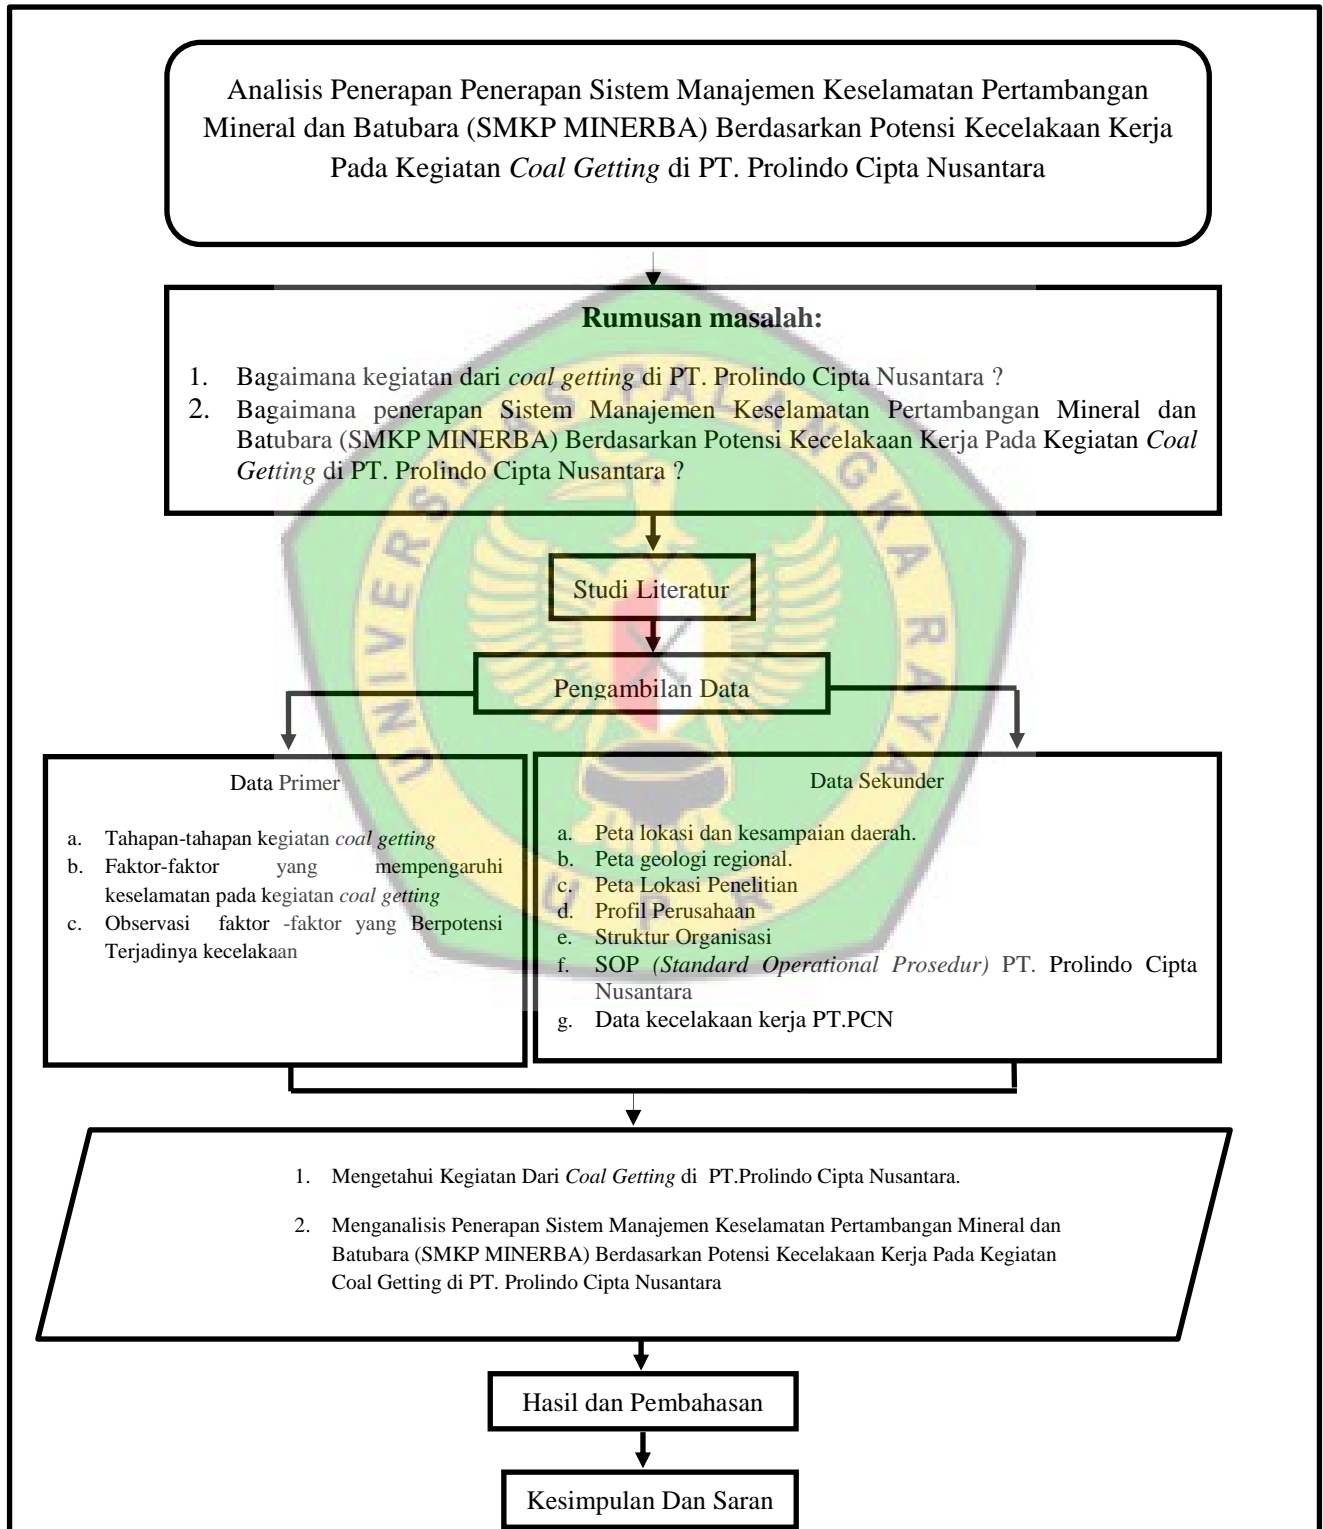 Analisis Penerapan Penerapan Sistem Manajemen Keselamatan Pertambangan
Mineral dan Batubara (SMKP MINERBA) Berdasarkan Potensi Kecelakaan Kerja
Pada Kegiatan Coal Getting di PT. Prolindo Cipta Nusantara
Rumusan masalah:
1. Bagaimana kegiatan dari coal getting di PT. Prolindo Cipta Nusantara ?
2. Bagaimana penerapan Sistem Manajemen Keselamatan Pertambangan Mineral dan
Batubara (SMKP MINERBA) Berdasarkan Potensi Kecelakaan Kerja Pada Kegiatan Coal
Getting di PT. Prolindo Cipta Nusantara ?
UNIVERSITAS PALANGKA RAYA
Studi Literatur
Pengambilan Data
Data Primer
a. Tahapan-tahapan kegiatan coal getting
b. Faktor-faktor yang mempengaruhi
keselamatan pada kegiatan coal getting
c. Observasi faktor -faktor yang Berpotensi
Terjadinya kecelakaan
Data Sekunder
a. Peta lokasi dan kesampaian daerah.
b. Peta geologi regional.
c. Peta Lokasi Penelitian
d. Profil Perusahaan
e. Struktur Organisasi
f. SOP (Standard Operational Prosedur) PT. Prolindo Cipta
Nusantara
g. Data kecelakaan kerja PT.PCN
UPR
1. Mengetahui Kegiatan Dari Coal Getting di PT.Prolindo Cipta Nusantara.
2. Menganalisis Penerapan Sistem Manajemen Keselamatan Pertambangan Mineral dan
Batubara (SMKP MINERBA) Berdasarkan Potensi Kecelakaan Kerja Pada Kegiatan
Coal Getting di PT. Prolindo Cipta Nusantara
Hasil dan Pembahasan
Kesimpulan Dan Saran